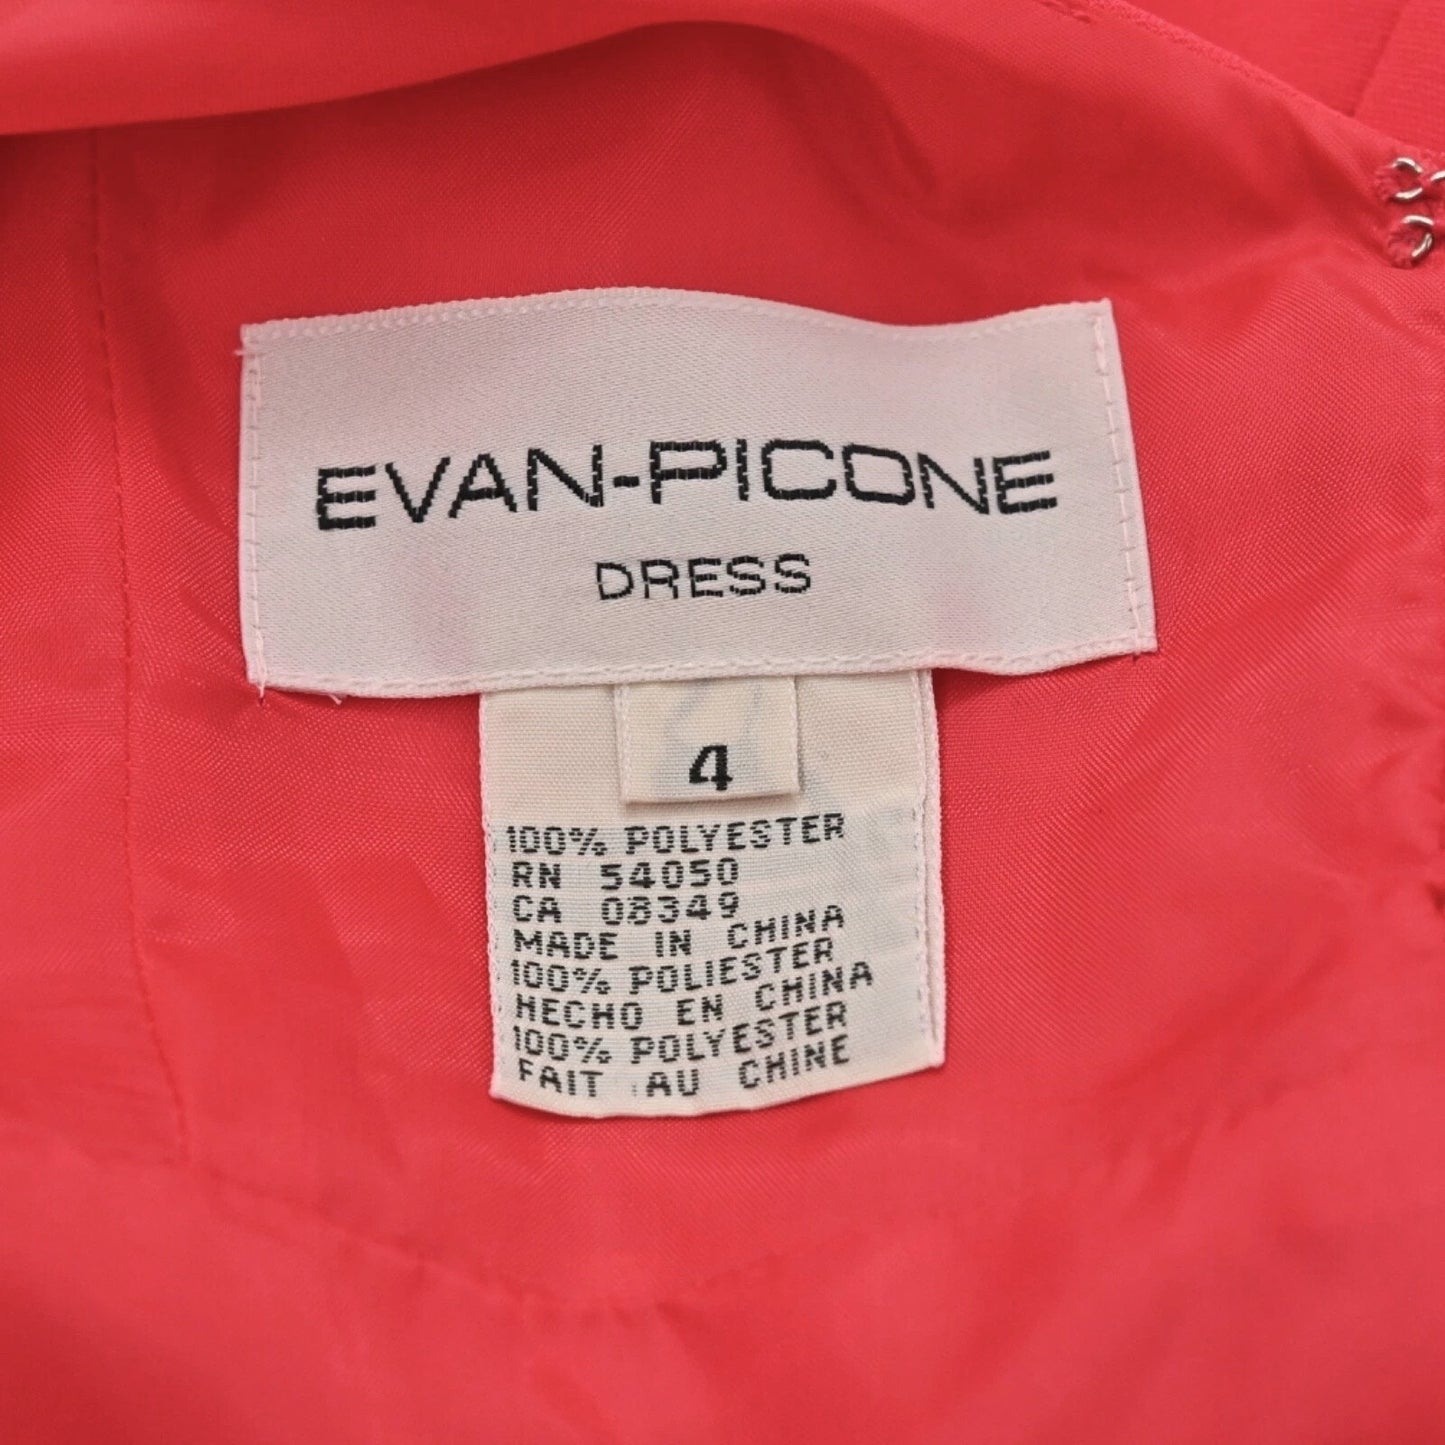 EVAN-PICONE
DRESS
4
100% POLYESTER
RN 54050
CA 08349
MADE IN CHINA
100% POLIESTER
HECHO EN CHINA
100% POLYESTER
FAIT AU CHINE